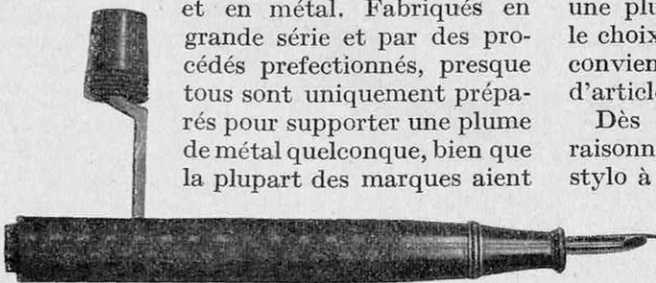 et en métal. Fabriqués en
grande série et par des pro-
cédés prefectionnés, presque
tous sont uniquement prépa-
rés pour supporter une plume
de métal quelconque, bien que
la plupart des marques aient
une plu
le choix
convien
d'article
Dès
raisonn
stylo à